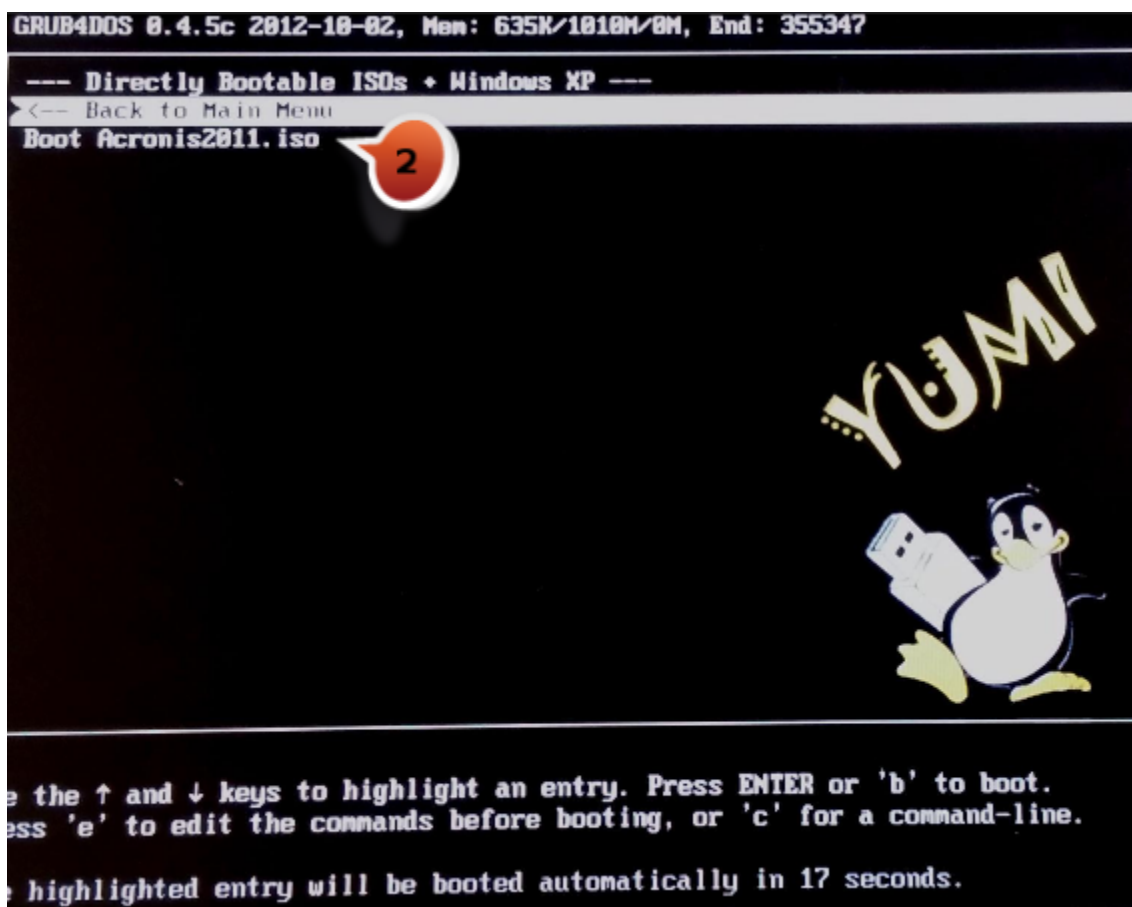 GRUB4DOS 0.4.5c 2012-10-02, Mem: 635K/1010M/0M, End: 355347
--- Directly Bootable ISOs + Windows XP ---
<-- Back to Main Menu
Boot Acronis2011.iso
2
YUMI
e the ↑ and ↓ keys to highlight an entry. Press ENTER or 'b' to boot.
ess 'e' to edit the commands before booting, or 'c' for a command-line.
e highlighted entry will be booted automatically in 17 seconds.